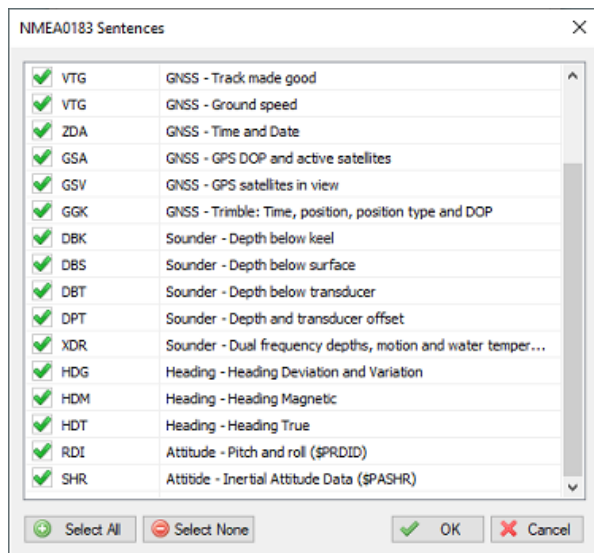 NMEA0183 Sentences
VTG GNSS - Track made good
VTG GNSS - Ground speed
ZDA GNSS - Time and Date
GSA GNSS - GPS DOP and active satellites
GSV GNSS - GPS satellites in view
GGK GNSS - Trimble: Time, position, position type and DOP
DBK Sounder - Depth below keel
DBS Sounder - Depth below surface
DBT Sounder - Depth below transducer
DPT Sounder - Depth and transducer offset
XDR Sounder - Dual frequency depths, motion and water temper...
HDG Heading - Heading Deviation and Variation
HDM Heading - Heading Magnetic
HDT Heading - Heading True
RDI Attitude - Pitch and roll ($PRDID)
SHR Attitide - Inertial Attitude Data ($PASHR)
Select All Select None OK Cancel